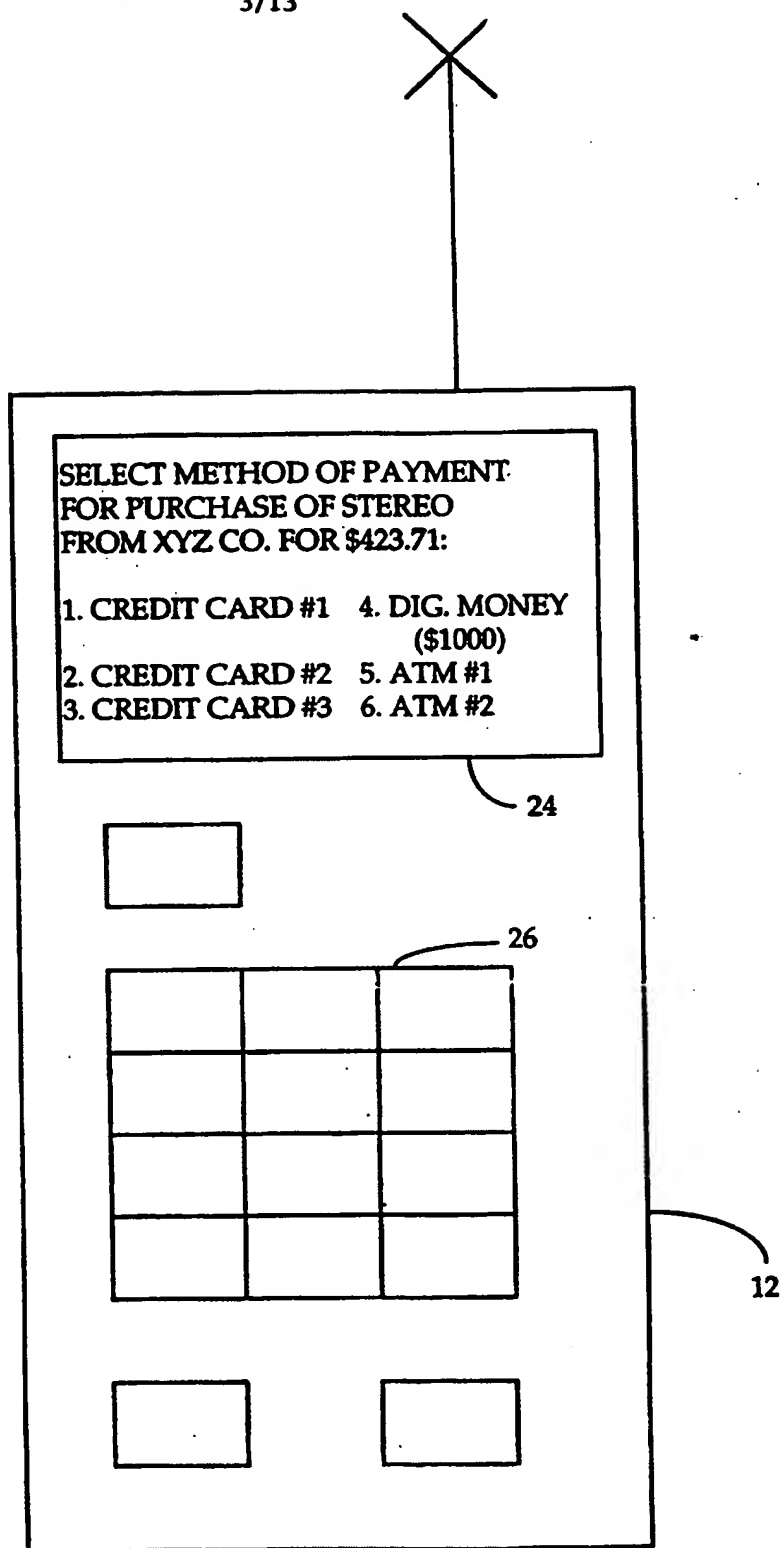 3/13
SELECT METHOD OF PAYMENT
FOR PURCHASE OF STEREO
FROM XYZ CO. FOR $423.71:
1. CREDIT CARD #1 4. DIG. MONEY
($1000)
2. CREDIT CARD #2 5. ATM #1
3. CREDIT CARD #3 6. ATM #2
24
26
12